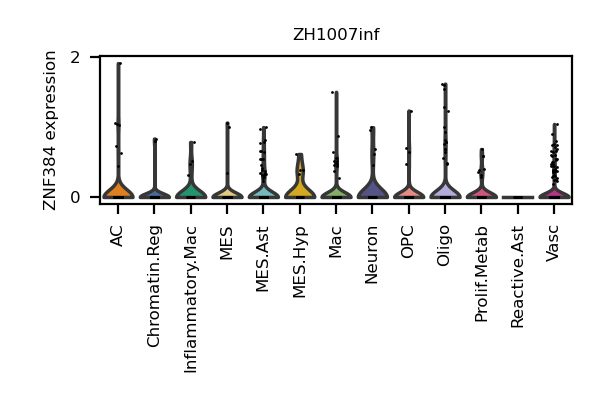 ZH1007inf
ZNF384 expression
2
0
AC
Chromatin.Reg
Inflammatory.Mac
MES
MES.Ast
MES.Hyp
Mac
Neuron
OPC
Oligo
Prolif.Metab
Reactive.Ast
Vasc